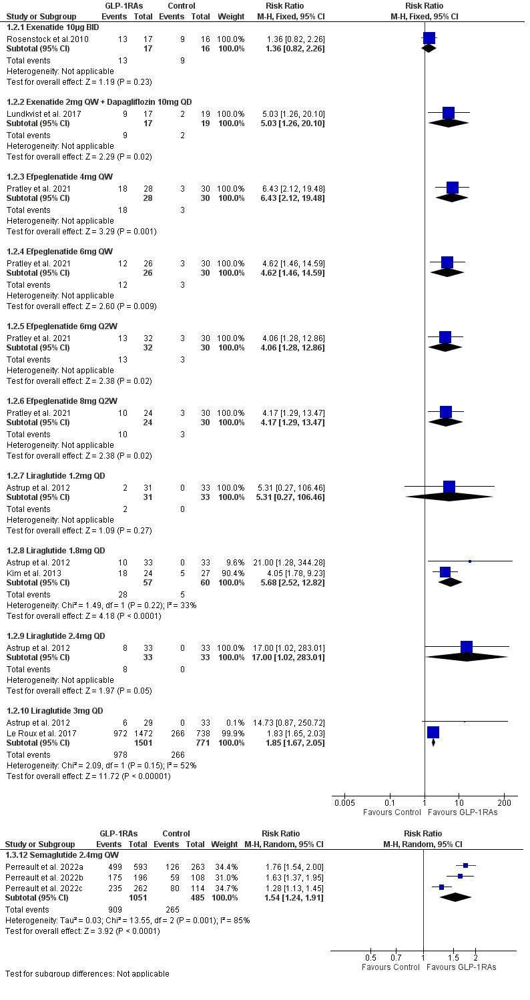 GLP-1RAs Control Risk Ratio Risk Ratio
Study or Subgroup Events Total Events Total Weight M-H, Fixed, 95% CI M-H, Fixed, 95% CI
1.2.1 Exenatide 10µg BID
Rosenstock et al.2010 13 17 9 16 100.0% 1.36 [0.82, 2.26]
Subtotal (95% CI) 17 16 100.0% 1.36 [0.82, 2.26]
Total events 13 9
Heterogeneity: Not applicable
Test for overall effect: Z = 1.19 (P = 0.23)
1.2.2 Exenatide 2mg QW + Dapagliflozin 10mg QD
Lundkvist et al. 2017 9 17 2 19 100.0% 5.03 [1.26, 20.10]
Subtotal (95% CI) 17 19 100.0% 5.03 [1.26, 20.10]
Total events 9 2
Heterogeneity: Not applicable
Test for overall effect: Z = 2.29 (P = 0.02)
1.2.3 Efpeglenatide 4mg QW
Pratley et al. 2021 18 28 3 30 100.0% 6.43 [2.12, 19.48]
Subtotal (95% CI) 28 30 100.0% 6.43 [2.12, 19.48]
Total events 18 3
Heterogeneity: Not applicable
Test for overall effect: Z = 3.29 (P = 0.001)
1.2.4 Efpeglenatide 6mg QW
Pratley et al. 2021 12 26 3 30 100.0% 4.62 [1.46, 14.59]
Subtotal (95% CI) 26 30 100.0% 4.62 [1.46, 14.59]
Total events 12 3
Heterogeneity: Not applicable
Test for overall effect: Z = 2.60 (P = 0.009)
1.2.5 Efpeglenatide 6mg Q2W
Pratley et al. 2021 13 32 3 30 100.0% 4.06 [1.28, 12.86]
Subtotal (95% CI) 32 30 100.0% 4.06 [1.28, 12.86]
Total events 13 3
Heterogeneity: Not applicable
Test for overall effect: Z = 2.38 (P = 0.02)
1.2.6 Efpeglenatide 8mg Q2W
Pratley et al. 2021 10 24 3 30 100.0% 4.17 [1.29, 13.47]
Subtotal (95% CI) 24 30 100.0% 4.17 [1.29, 13.47]
Total events 10 3
Heterogeneity: Not applicable
Test for overall effect: Z = 2.38 (P = 0.02)
1.2.7 Liraglutide 1.2mg QD
Astrup et al. 2012 2 31 0 33 100.0% 5.31 [0.27, 106.46]
Subtotal (95% CI) 31 33 100.0% 5.31 [0.27, 106.46]
Total events 2 0
Heterogeneity: Not applicable
Test for overall effect: Z = 1.09 (P = 0.27)
1.2.8 Liraglutide 1.8mg QD
Astrup et al. 2012 10 33 0 33 9.6% 21.00 [1.28, 344.28]
Kim et al. 2013 18 24 5 27 90.4% 4.05 [1.78, 9.23]
Subtotal (95% CI) 57 60 100.0% 5.68 [2.52, 12.82]
Total events 28 5
Heterogeneity: Chi² = 1.49, df = 1 (P = 0.22); I² = 33%
Test for overall effect: Z = 4.18 (P < 0.0001)
1.2.9 Liraglutide 2.4mg QD
Astrup et al. 2012 8 33 0 33 100.0% 17.00 [1.02, 283.01]
Subtotal (95% CI) 33 33 100.0% 17.00 [1.02, 283.01]
Total events 8 0
Heterogeneity: Not applicable
Test for overall effect: Z = 1.97 (P = 0.05)
1.2.10 Liraglutide 3mg QD
Astrup et al. 2012 6 29 0 33 0.1% 14.73 [0.87, 250.72]
Le Roux et al. 2017 972 1472 266 738 99.9% 1.83 [1.65, 2.03]
Subtotal (95% CI) 1501 771 100.0% 1.85 [1.67, 2.05]
Total events 978 266
Heterogeneity: Chi² = 2.09, df = 1 (P = 0.15); I² = 52%
Test for overall effect: Z = 11.72 (P < 0.00001)
0.005 0.1 1 10 200
Favours Control Favours GLP-1RAs
GLP-1RAs Control Risk Ratio Risk Ratio
Study or Subgroup Events Total Events Total Weight M-H, Random, 95% CI M-H, Random, 95% CI
1.3.12 Semaglutide 2.4mg QW
Perreault et al. 2022a 499 593 126 263 34.4% 1.76 [1.54, 2.00]
Perreault et al. 2022b 175 196 59 108 31.0% 1.63 [1.37, 1.95]
Perreault et al. 2022c 235 262 80 114 34.7% 1.28 [1.13, 1.45]
Subtotal (95% CI) 1051 485 100.0% 1.54 [1.24, 1.91]
Total events 909 265
Heterogeneity: Tau² = 0.03; Chi² = 13.55, df = 2 (P = 0.001); I² = 85%
Test for overall effect: Z = 3.92 (P < 0.0001)
0.5 0.7 1 1.5 2
Favours Control Favours GLP-1RAs
Test for subgroup differences: Not applicable